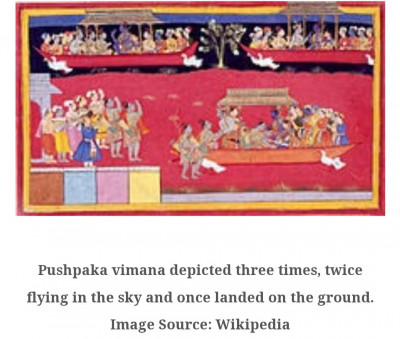 Pushpaka vimana depicted three times, twice
flying in the sky and once landed on the ground.
Image Source: Wikipedia